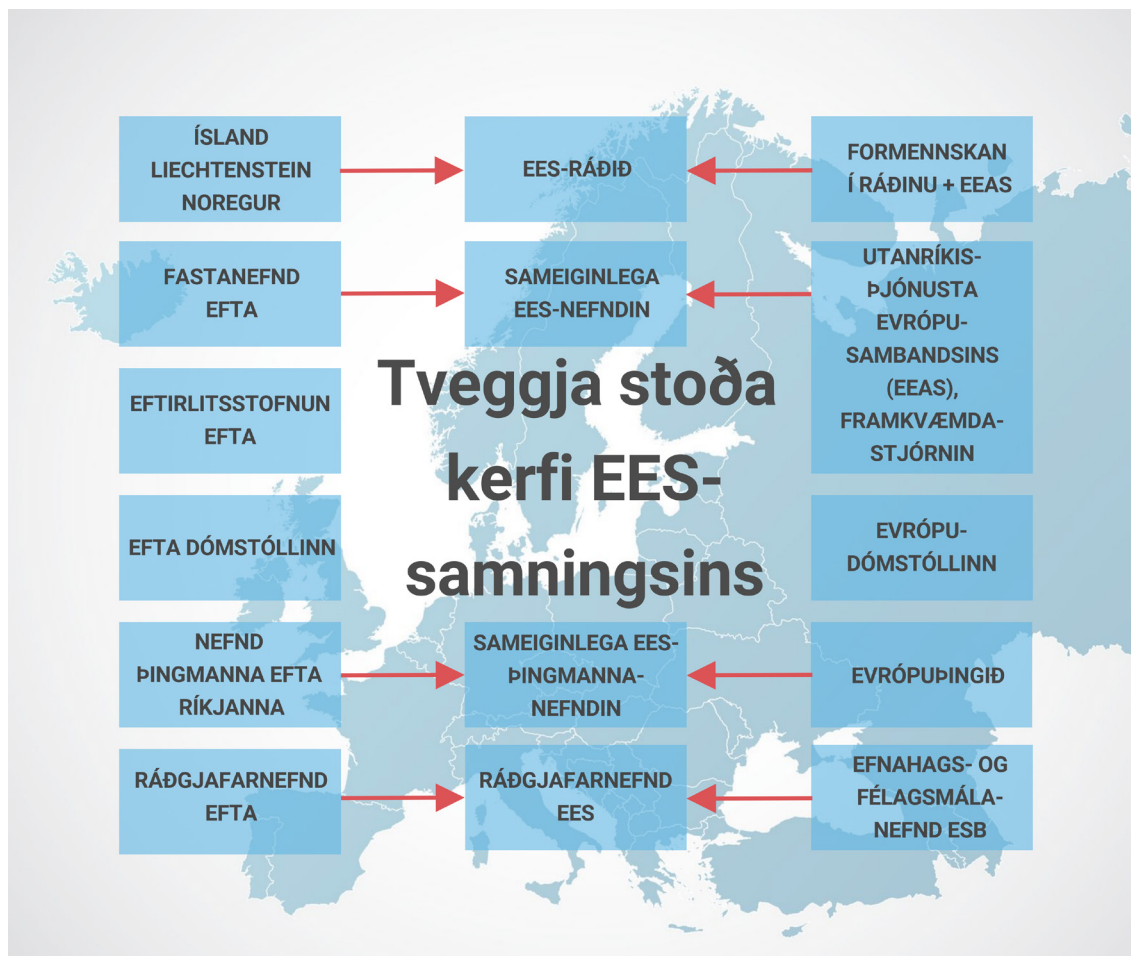 ÍSLAND
LIECHTENSTEIN
NOREGUR
EES-RÁÐIÐ
FORMENNSKAN
Í RÁÐINU + EEAS
FASTANEFND
EFTA
SAMEIGINLEGA
EES-NEFNDIN
UTANRÍKIS-
ÞJÓNUSTA
EVRÓPU-
SAMBANDSINS
(EEAS),
FRAMKVÆMDA-
STJÓRNIN
Tveggja stoða
kerfi EES-
samningsins
EFTIRLITSSTOFNUN
EFTA
EFTA DÓMSTÓLLINN
EVRÓPU-
DÓMSTÓLLINN
NEFND
ÞINGMANNA EFTA
RÍKJANNA
SAMEIGINLEGA EES-
ÞINGMANNA-
NEFNDIN
EVRÓPUÞINGIÐ
RÁÐGJAFARNEFND
EFTA
RÁÐGJAFARNEFND
EES
EFNAHAGS- OG
FÉLAGSMÁLA-
NEFND ESB